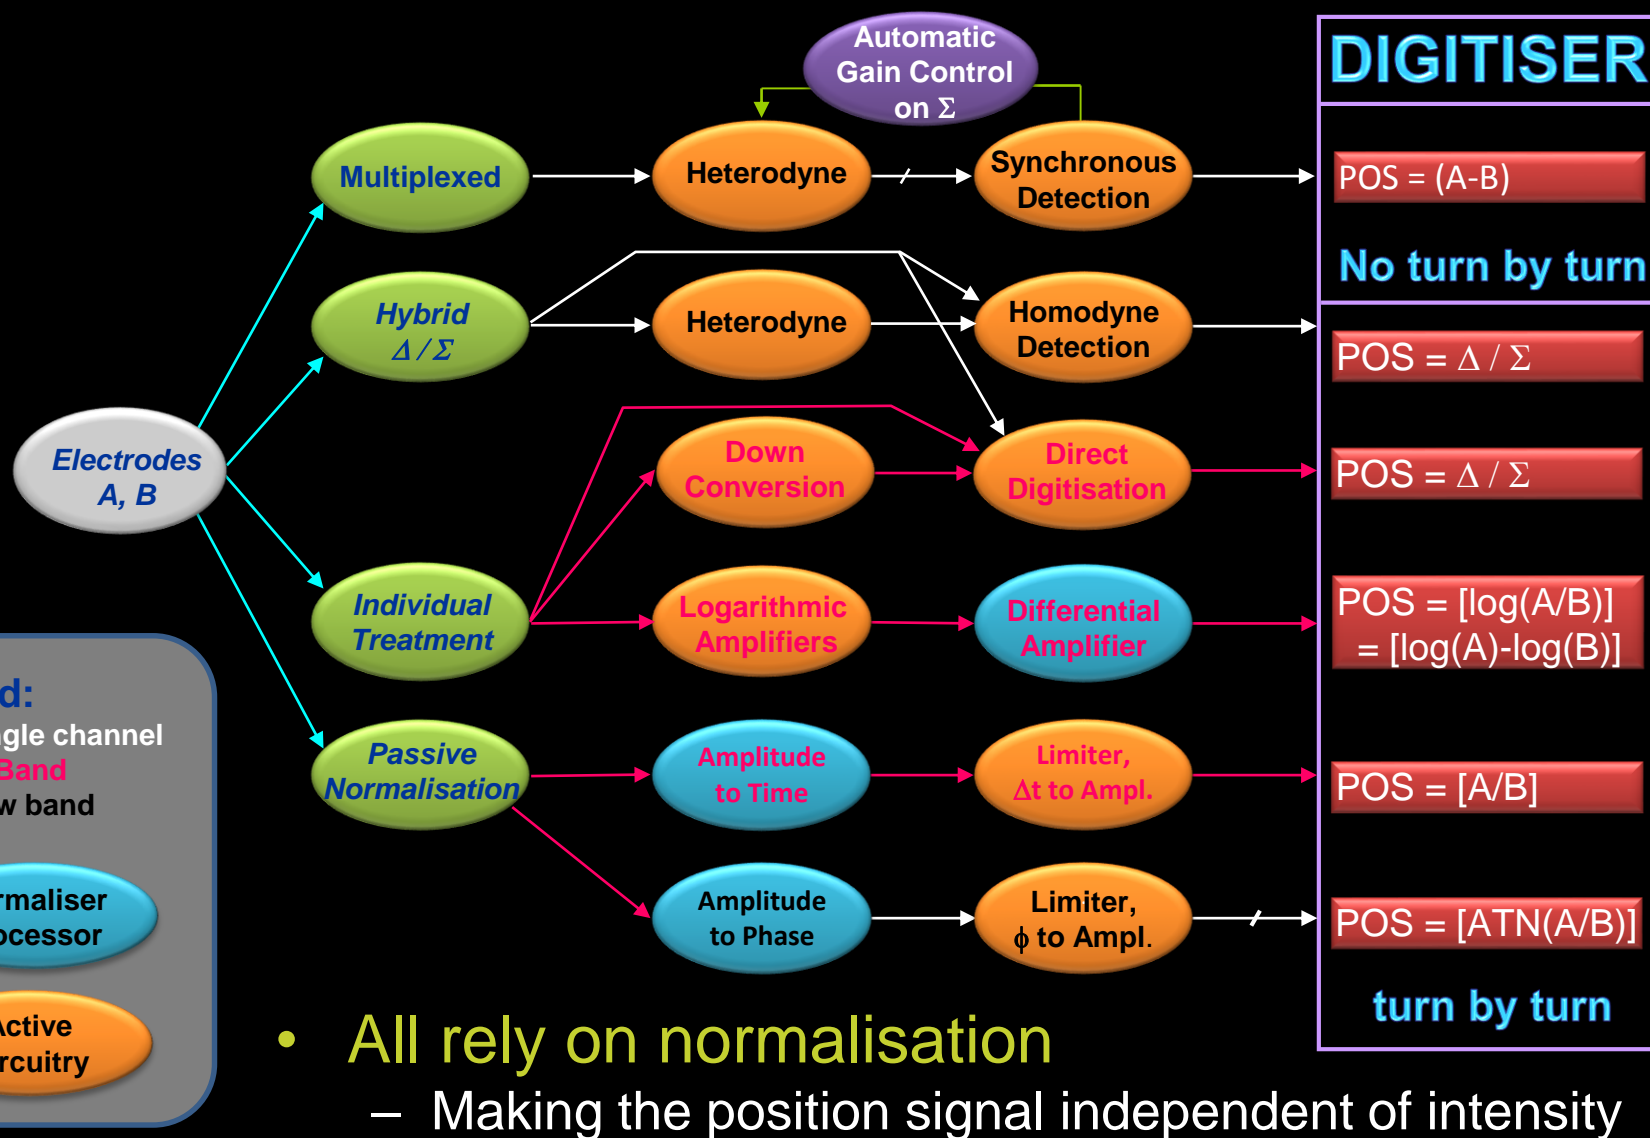 Automatic
Gain Control
on Σ
DIGITISER
Multiplexed
Heterodyne
Synchronous
Detection
POS = (A-B)
No turn by turn
Hybrid
Δ / Σ
Heterodyne
Homodyne
Detection
POS = Δ / Σ
Electrodes
A, B
Down
Conversion
Direct
Digitisation
POS = Δ / Σ
Individual
Treatment
Logarithmic
Amplifiers
Differential
Amplifier
POS = [log(A/B)]
= [log(A)-log(B)]
Passive
Normalisation
Amplitude
to Time
Limiter,
Δt to Ampl.
POS = [A/B]
Amplitude
to Phase
Limiter,
ϕ to Ampl.
POS = [ATN(A/B)]
turn by turn
d:
gle channel
Band
w band
rmaliser
ocessor
Active
rcuitry
• All rely on normalisation
– Making the position signal independent of intensity